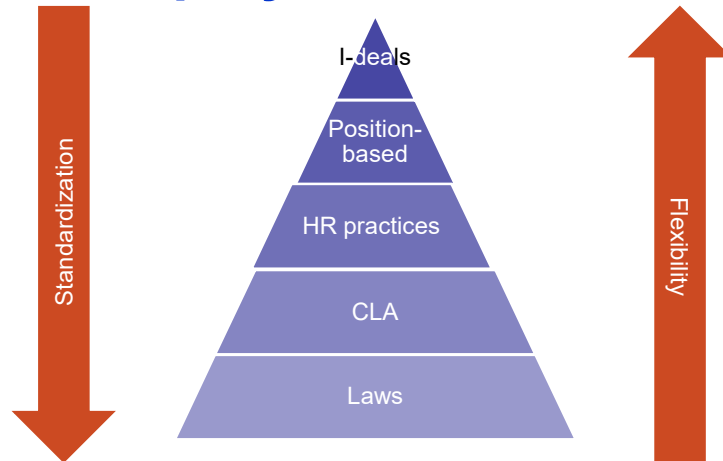 I-deals
Position-
based
HR practices
CLA
Laws
Standardization
Flexibility